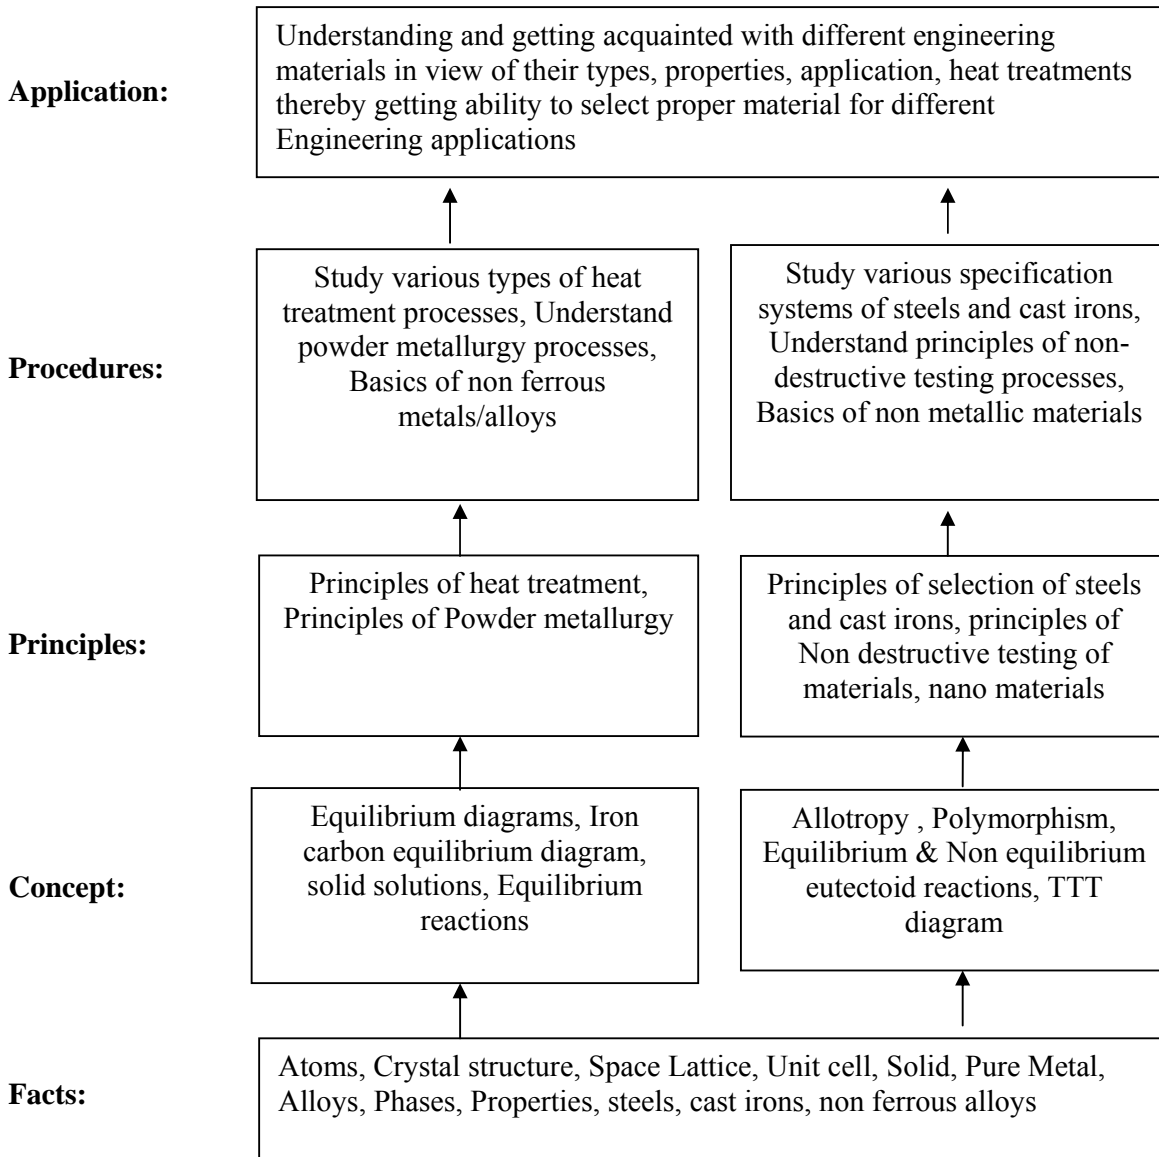 Application:
Understanding and getting acquainted with different engineering
materials in view of their types, properties, application, heat treatments
thereby getting ability to select proper material for different
Engineering applications
Procedures:
Study various types of heat
treatment processes, Understand
powder metallurgy processes,
Basics of non ferrous
metals/alloys
Study various specification
systems of steels and cast irons,
Understand principles of non-
destructive testing processes,
Basics of non metallic materials
Principles:
Principles of heat treatment,
Principles of Powder metallurgy
Principles of selection of steels
and cast irons, principles of
Non destructive testing of
materials, nano materials
Concept:
Equilibrium diagrams, Iron
carbon equilibrium diagram,
solid solutions, Equilibrium
reactions
Allotropy , Polymorphism,
Equilibrium & Non equilibrium
eutectoid reactions, TTT
diagram
Facts:
Atoms, Crystal structure, Space Lattice, Unit cell, Solid, Pure Metal,
Alloys, Phases, Properties, steels, cast irons, non ferrous alloys